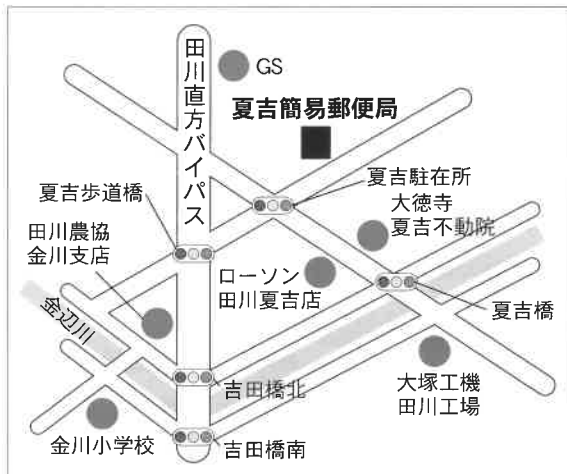 田川直方バイパス
GS
夏吉簡易郵便局
夏吉歩道橋
夏吉駐在所
大徳寺
夏吉不動院
田川農協
金川支店
ローソン
田川夏吉店
夏吉橋
金辺川
吉田橋北
大塚工機
田川工場
金川小学校
吉田橋南